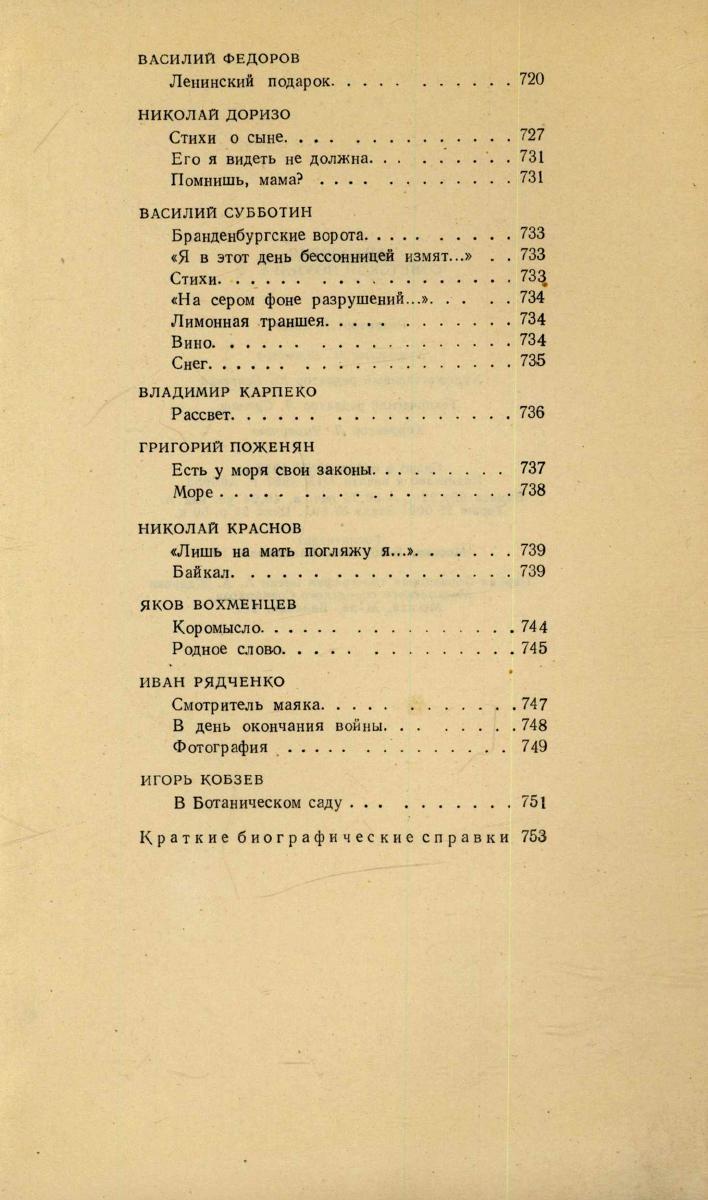 ВАСИЛИЙ ФЕДОРОВ
Ленинский подарок. . . . . . . . . . . 720
НИКОЛАЙ ДОРИЗО
Стихи о сыне. . . . . . . . . . . . . . 727
Его я видеть не должна. . . . . . . . . 731
Помнишь, мама? . . . . . . . . . . . . 731
ВАСИЛИЙ СУББОТИН
Бранденбургские ворота. . . . . . . . . 733
«Я в этот день бессонницей измят...» . . 733
Стихи. . . . . . . . . . . . . . . . . 733
«На сером фоне разрушений...». . . . . 734
Лимонная траншея. . . . . . . . . . . . 734
Вино. . . . . . . . . . . . . . . . . . 734
Снег. . . . . . . . . . . . . . . . . . 735
ВЛАДИМИР КАРПЕКО
Рассвет. . . . . . . . . . . . . . . . 736
ГРИГОРИЙ ПОЖЕНЯН
Есть у моря свои законы. . . . . . . . 737
Море . . . . . . . . . . . . . . . . . 738
НИКОЛАЙ КРАСНОВ
«Лишь на мать погляжу я...». . . . . . 739
Байкал. . . . . . . . . . . . . . . . . 739
ЯКОВ ВОХМЕНЦЕВ
Коромысло. . . . . . . . . . . . . . . 744
Родное слово. . . . . . . . . . . . . . 745
ИВАН РЯДЧЕНКО
Смотритель маяка. . . . . . . . . . . . 747
В день окончания войны. . . . . . . . 748
Фотография . . . . . . . . . . . . . . 749
ИГОРЬ КОБЗЕВ
В Ботаническом саду . . . . . . . . . . 751
Краткие биографические справки 753